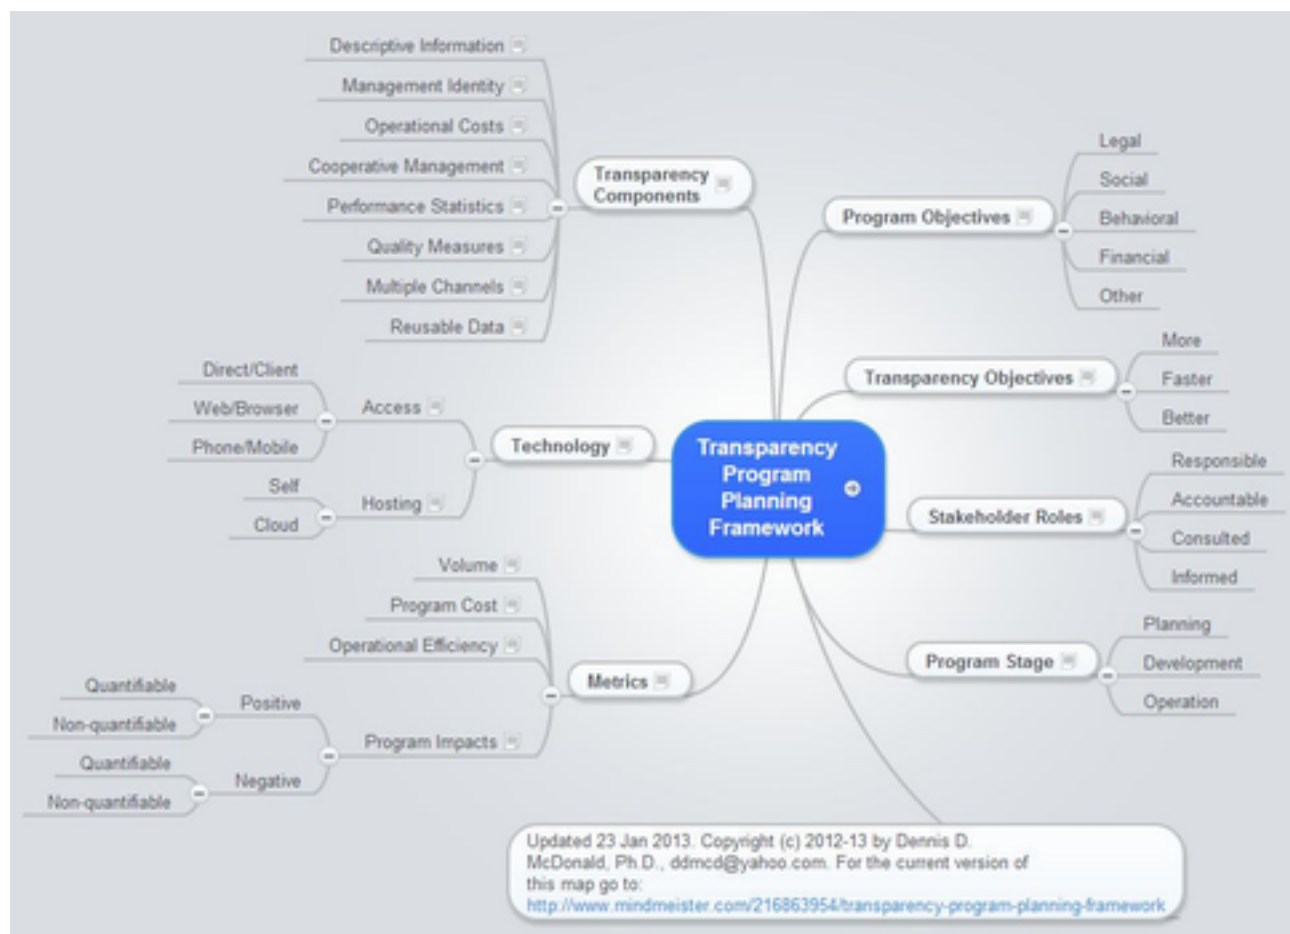 Descriptive Information
Management Identity
Operational Costs
Cooperative Management
Performance Statistics
Quality Measures
Multiple Channels
Reusable Data
Transparency
Components
Direct/Client
Web/Browser
Phone/Mobile
Access
Self
Cloud
Hosting
Technology
Volume
Program Cost
Operational Efficiency
Quantifiable
Non-quantifiable
Positive
Quantifiable
Non-quantifiable
Negative
Program Impacts
Metrics
Transparency
Program
Planning
Framework
Program Objectives
Legal
Social
Behavioral
Financial
Other
Transparency Objectives
More
Faster
Better
Stakeholder Roles
Responsible
Accountable
Consulted
Informed
Program Stage
Planning
Development
Operation
Updated 23 Jan 2013. Copyright (c) 2012-13 by Dennis D.
McDonald, Ph.D., ddmcd@yahoo.com. For the current version of
this map go to:
http://www.mindmeister.com/216863954/transparency-program-planning-framework